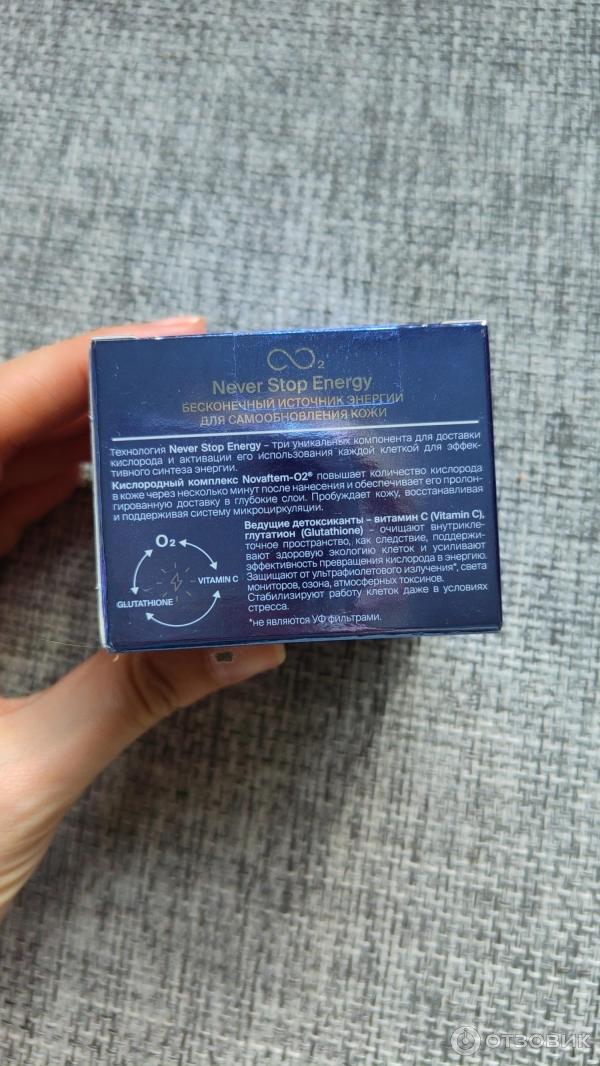 2
Never Stop Energy
БЕСКОНЕЧНЫЙ ИСТОЧНИК ЭНЕРГИИ
ДЛЯ САМООБНОВЛЕНИЯ КОЖИ
технология Never Stop Energy – три уникальных компонента для доставки
кислорода и активации его использования каждой клеткой для эффек-
тивного синтеза энергии.
Кислородный комплекс Novaftem-O2® повышает количество кислорода
в коже через несколько минут после нанесения и обеспечивает его пролон-
гированную доставку в глубокие слои. Пробуждает кожу, восстанавливая
и поддерживая систему микроциркуляции.
Ведущие детоксиканты – витамин С (Vitamin C),
глутатион (Glutathione) – очищают внутрикле-
точное пространство, как следствие, поддержи-
вают здоровую экологию клеток и усиливают
эффективность превращения кислорода в энергию.
Защищают от ультрафиолетового излучения*, света
мониторов, озона, атмосферных токсинов.
Стабилизируют работу клеток даже в условиях
стресса.
*не являются УФ фильтрами.
O2
VITAMIN C
GLUTATHIONE
ОТЗОВИК